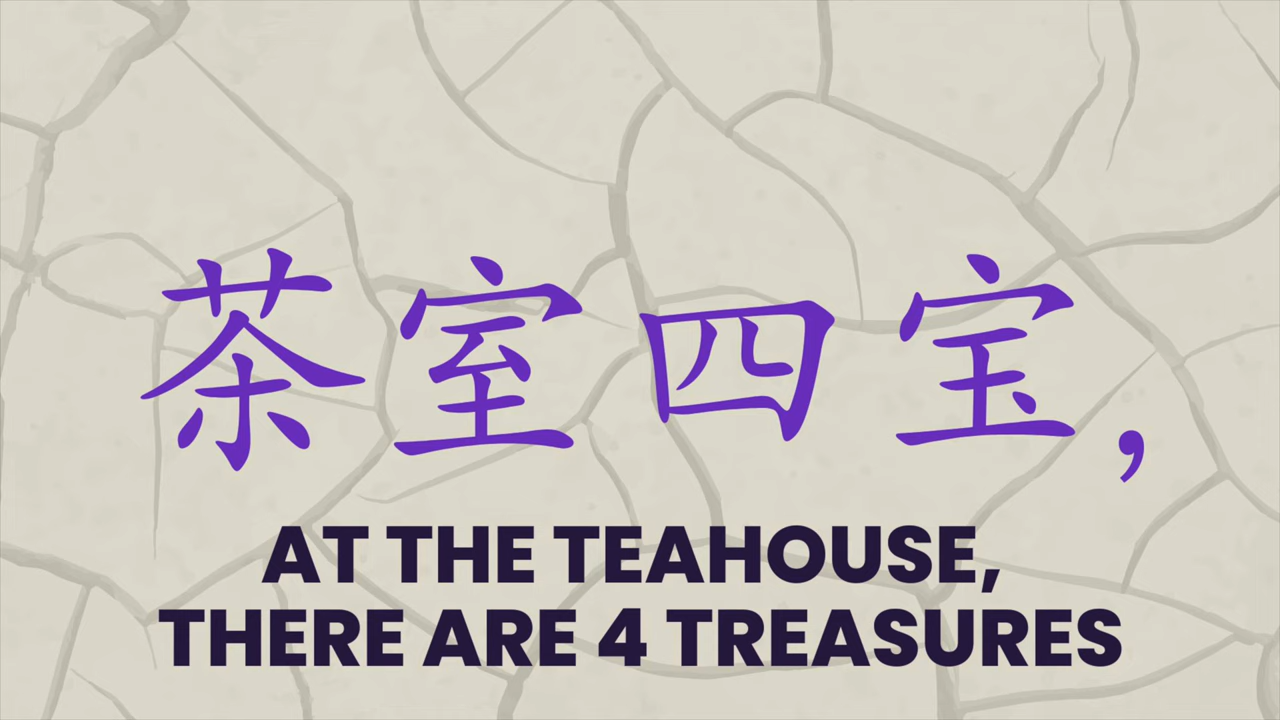 茶室四宝,
AT THE TEAHOUSE,
THERE ARE 4 TREASURES